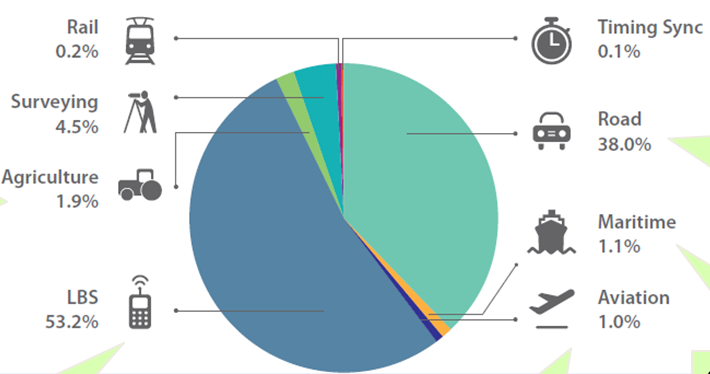 Rail
0.2%
Surveying
4.5%
Agriculture
1.9%
LBS
53.2%
Timing Sync
0.1%
Road
38.0%
Maritime
1.1%
Aviation
1.0%